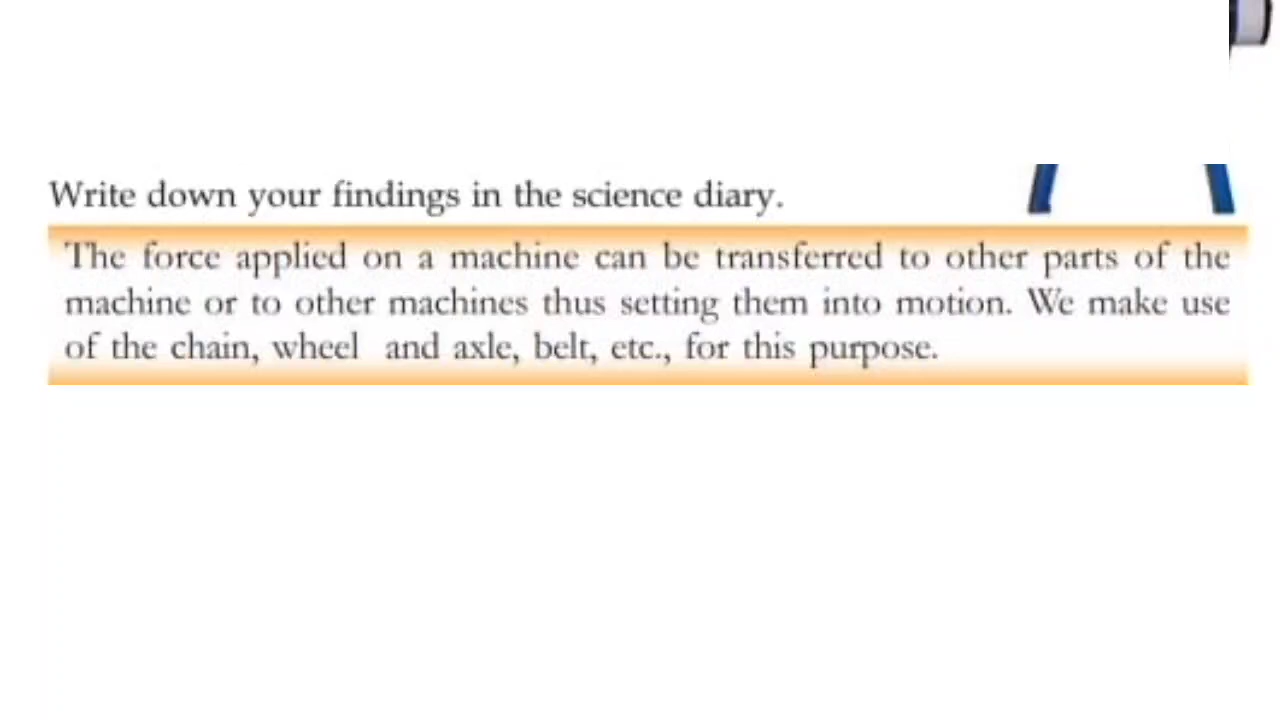 Write down your findings in the science diary.
The force applied on a machine can be transferred to other parts of the
machine or to other machines thus setting them into motion. We make use
of the chain, wheel and axle, belt, etc., for this purpose.